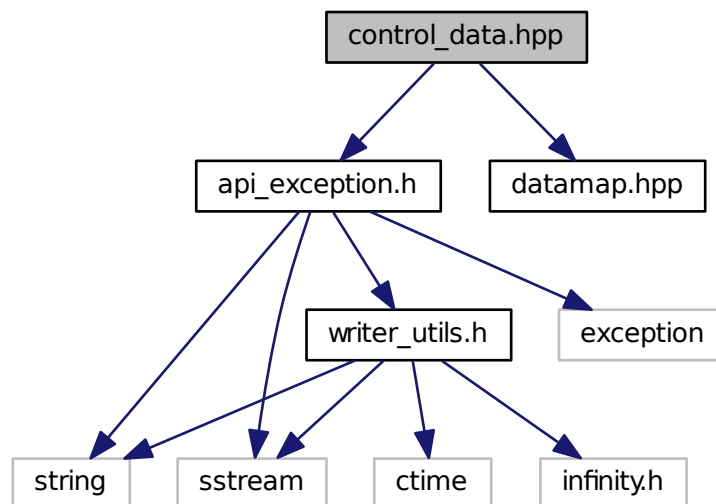 control_data.hpp
api_exception.h
datamap.hpp
writer_utils.h
exception
string
sstream
ctime
infinity.h